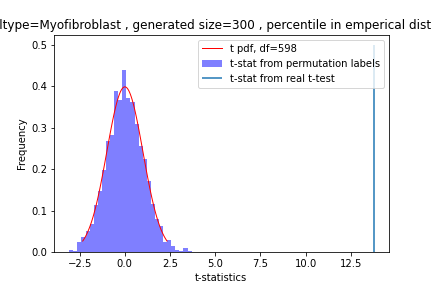 ltype=Myofibroblast , generated size=300 , percentile in emperical dist
t pdf, df=598
t-stat from permutation labels
t-stat from real t-test
Frequency
0.5
0.4
0.3
0.2
0.1
0.0
−2.5 0.0 2.5 5.0 7.5 10.0 12.5
t-statistics